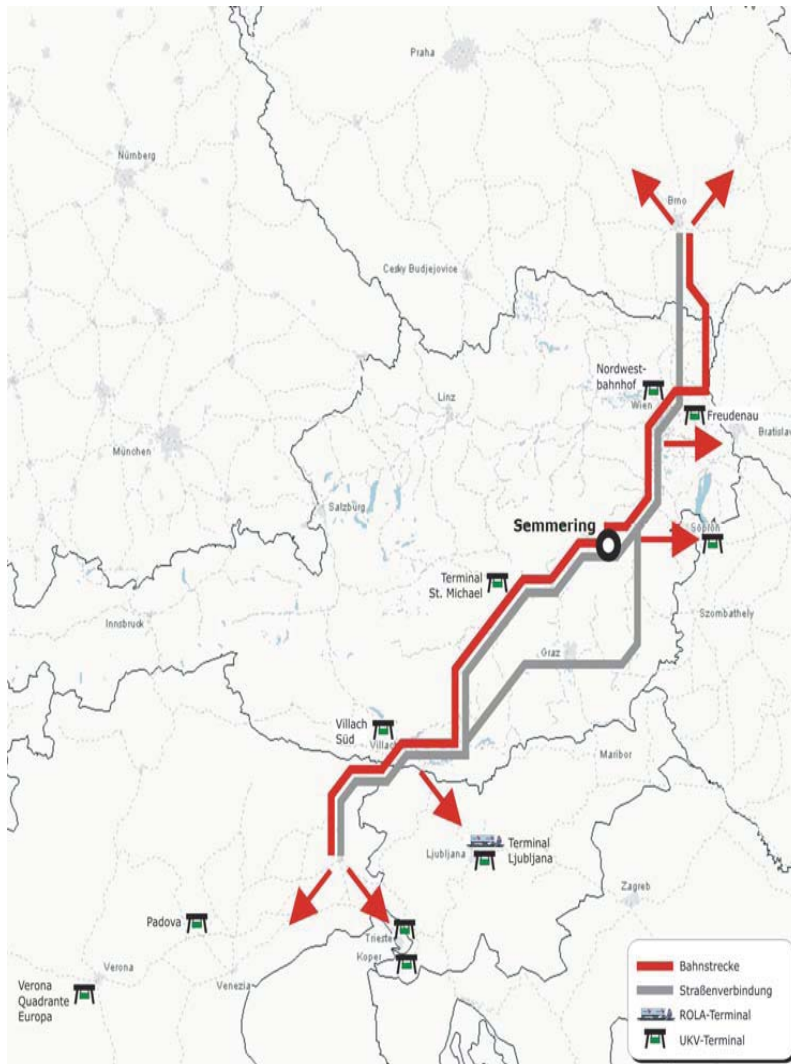 Praha
Nürnberg
Brno
Cesky Budjejovice
Nordwest-
bahnhof
Wien
Linz
Freudenau
Bratislav
München
Salzburg
Semmering
Sopron
Terminal
St. Michael
Szombathely
Innsbruck
Graz
Villach
Süd
Villach
Maribor
Terminal
Ljubljana
Ljubljana
Zagreb
Padova
Trieste
Koper
Verona
Venezia
Verona
Quadrante
Europa
Bahnstrecke
Straßenverbindung
ROLA-Terminal
UKV-Terminal